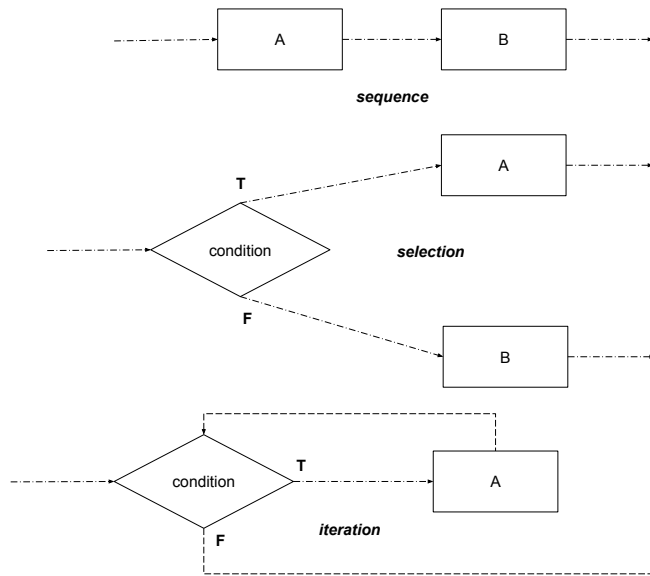 A
B
sequence
A
T
condition
selection
F
B
condition
T
A
F
iteration